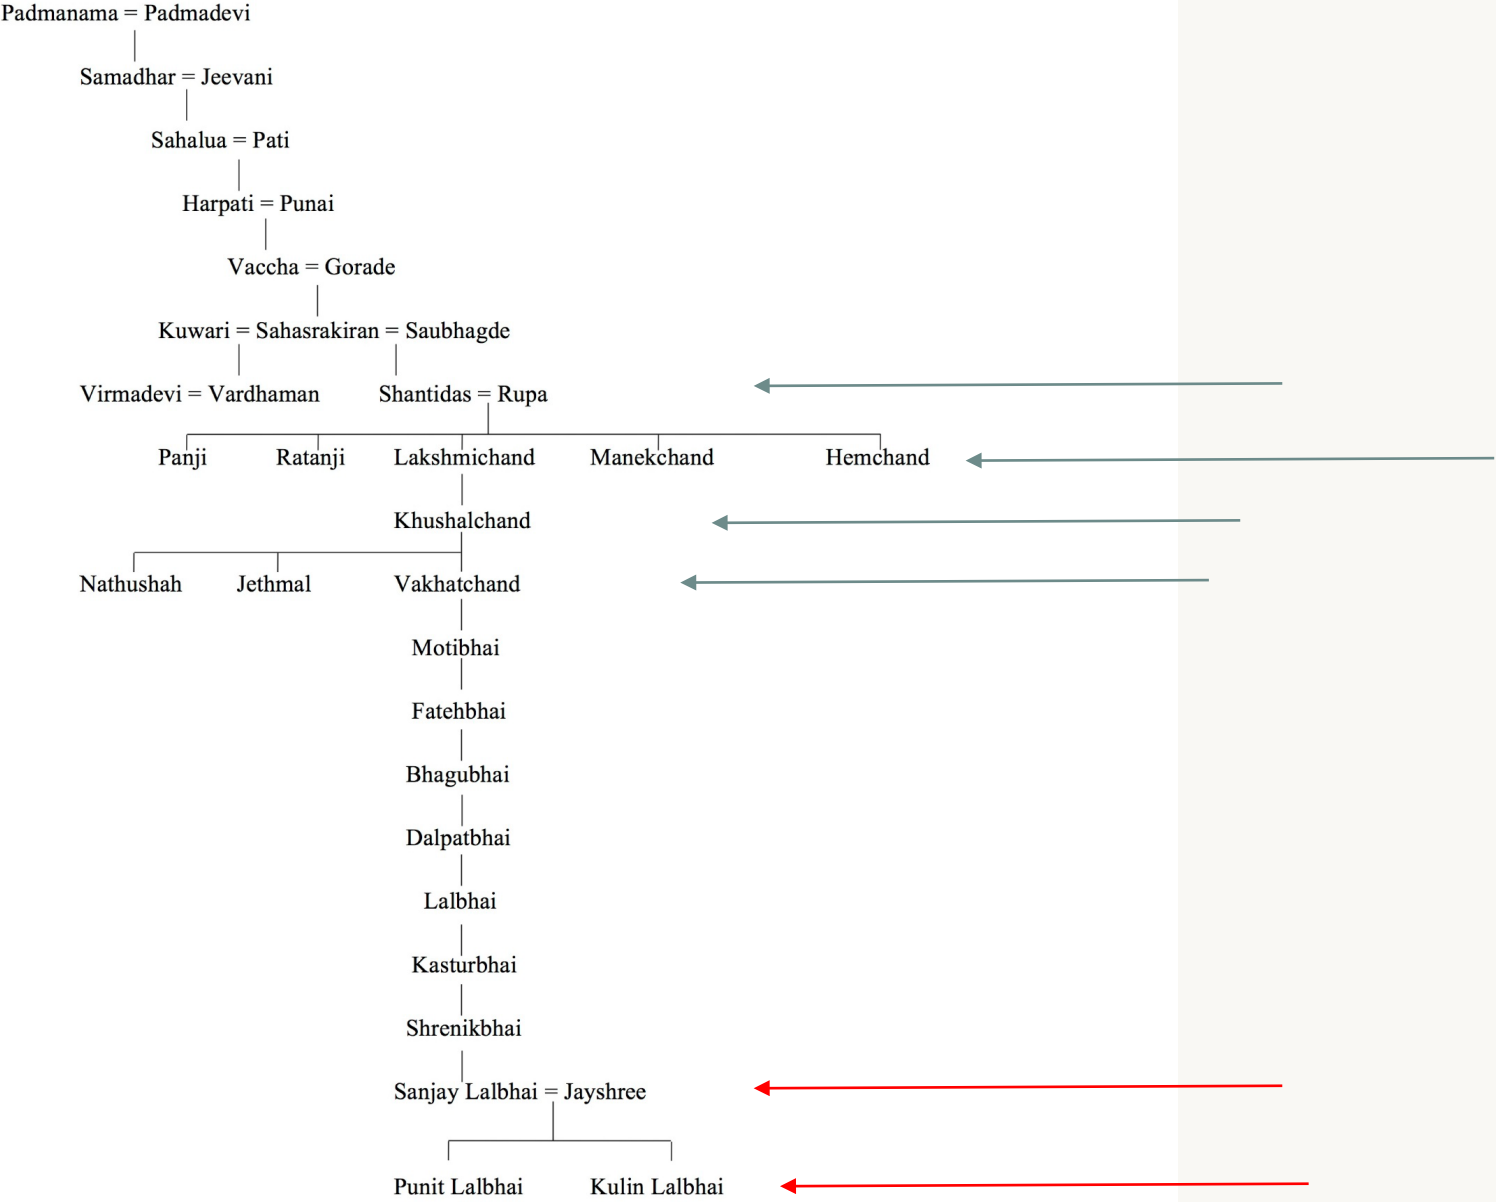 Padmanama = Padmadevi
Samadhar = Jeevani
Sahalua = Pati
Harpati = Punai
Vaccha = Gorade
Kuwari = Sahasrakiran = Saubhagde
Virmadevi = Vardhaman Shantidas = Rupa
Panji Ratanji Lakshmichand Manekchand Hemchand
Khushalchand
Nathushah Jethmal Vakhatchand
Motibhai
Fatehbhai
Bhagubhai
Dalpatbhai
Lalbhai
Kasturbhai
Shrenikbhai
Sanjay Lalbhai = Jayshree
Punit Lalbhai Kulin Lalbhai